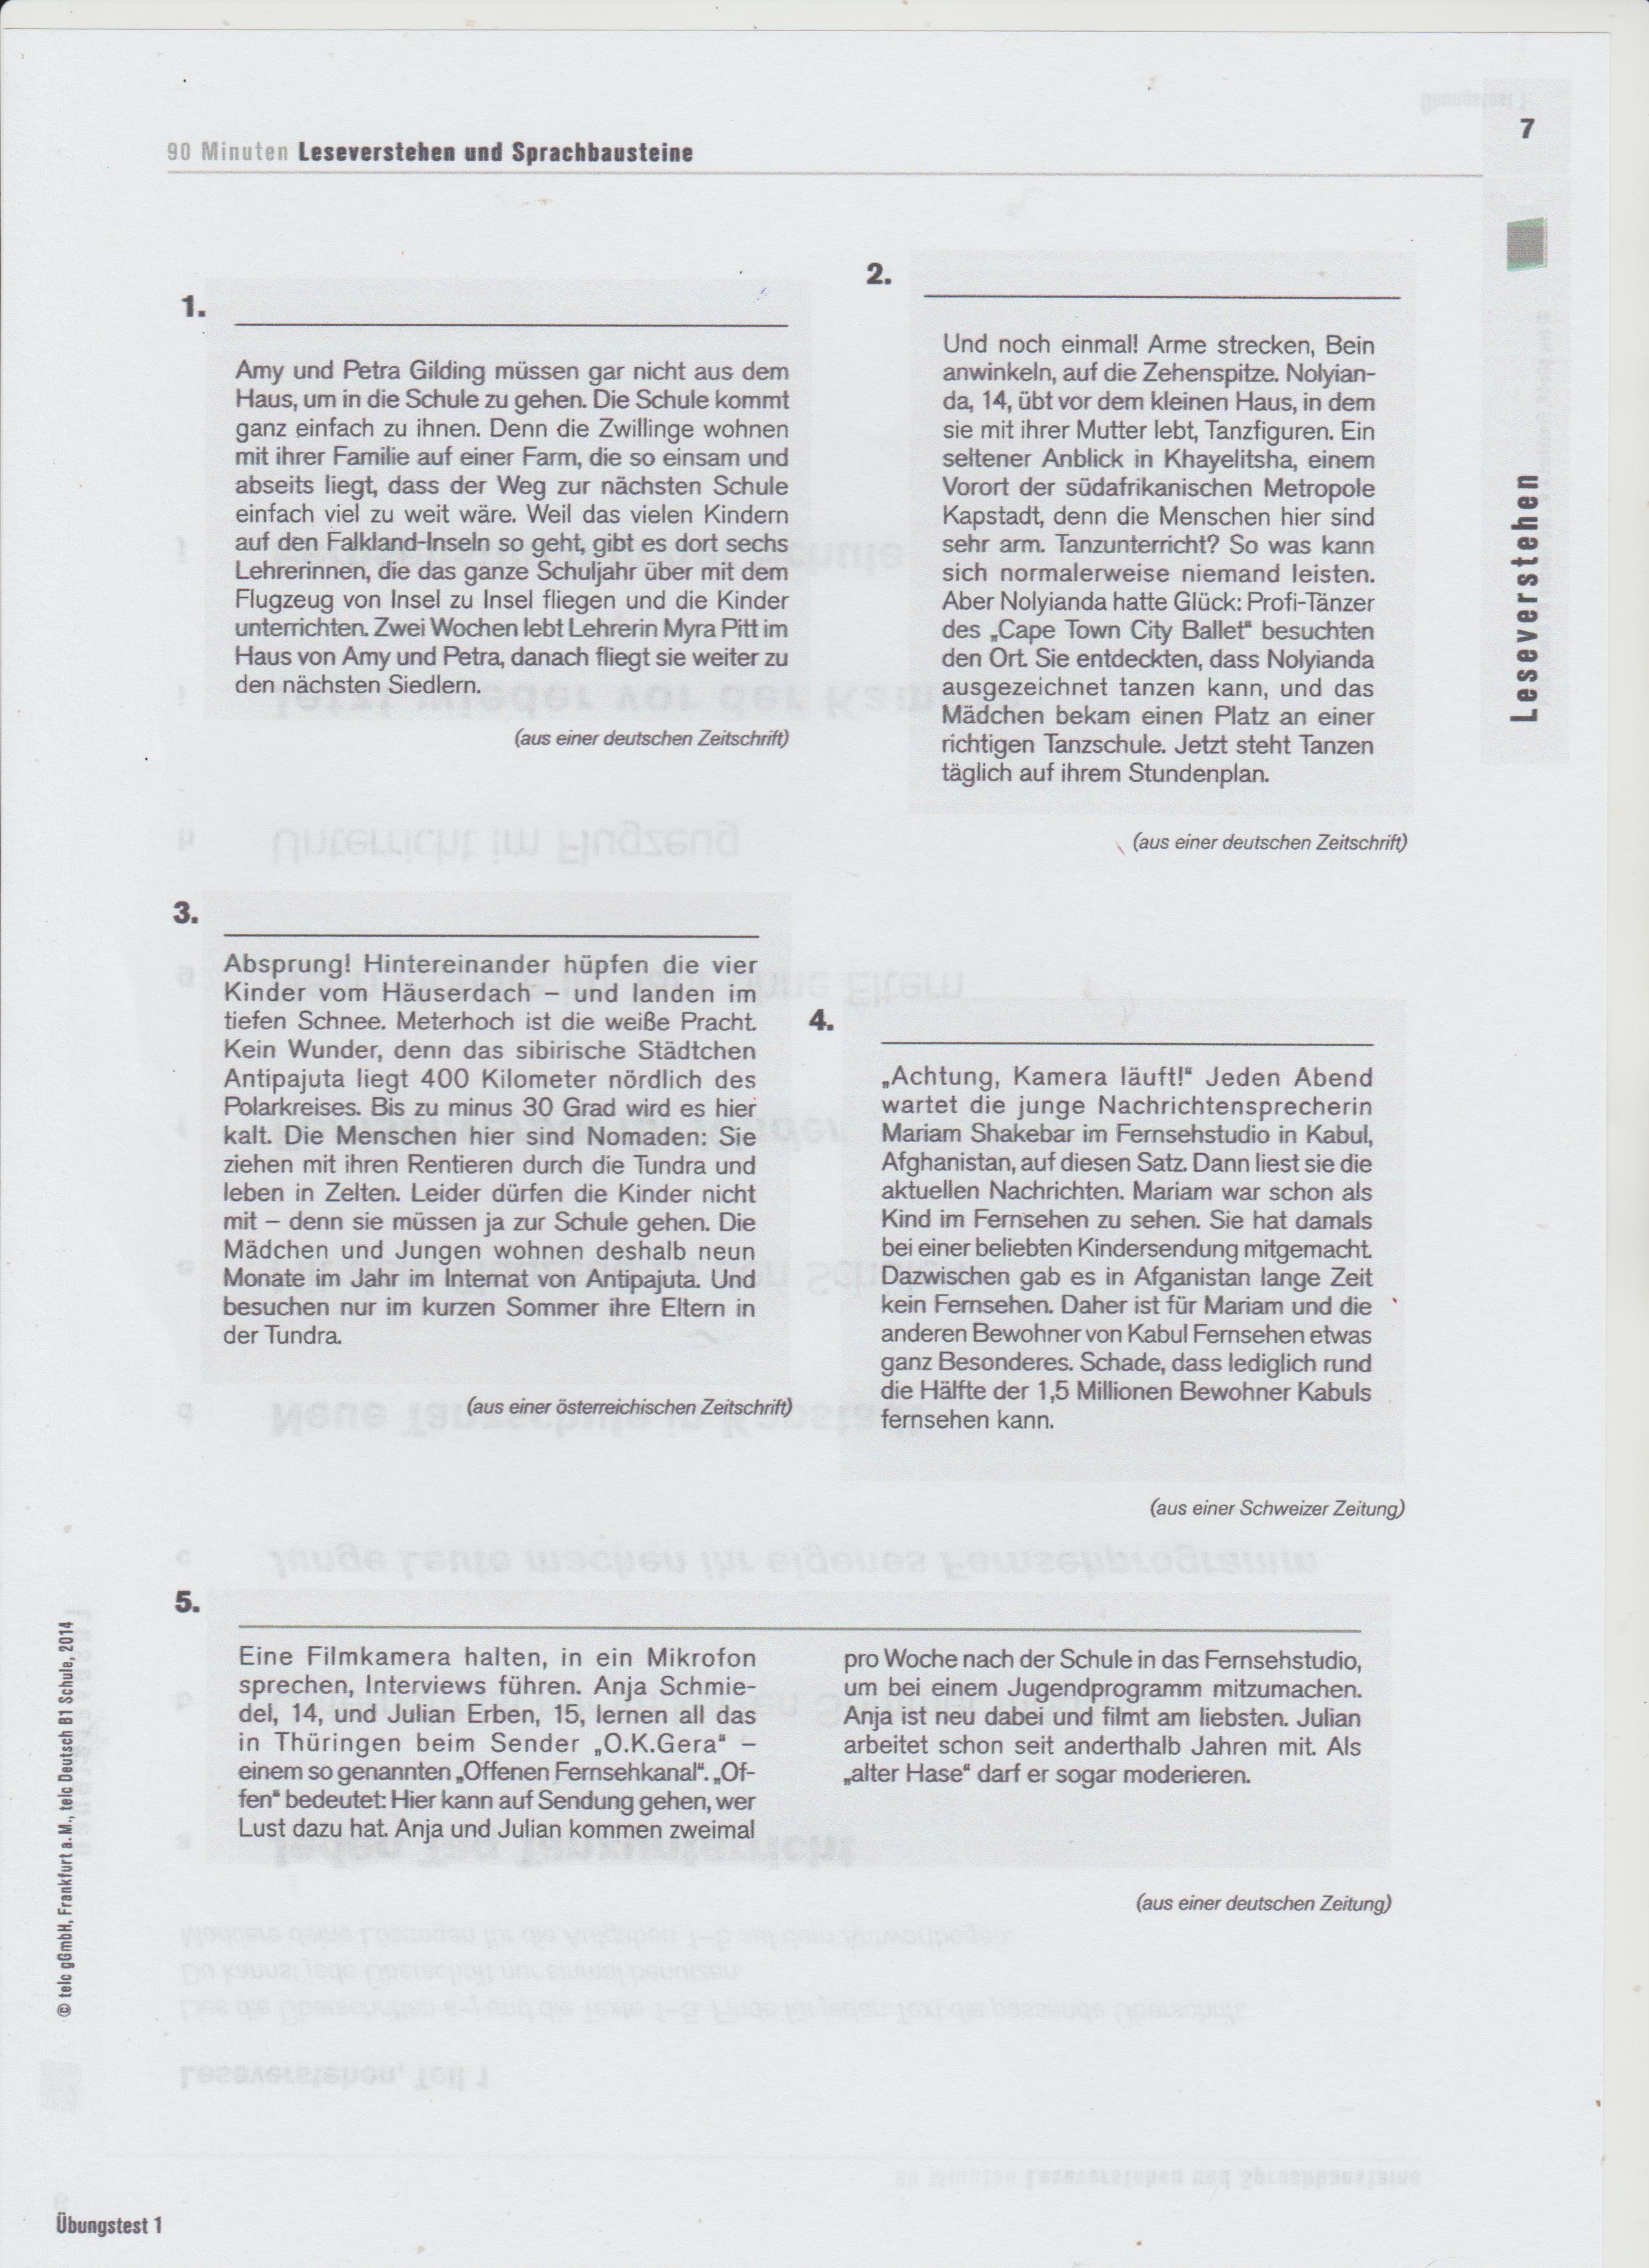 7
90 Minuten Leseverstehen und Sprachbausteine
Leseverstehen
1.
Amy und Petra Gilding müssen gar nicht aus dem
Haus, um in die Schule zu gehen. Die Schule kommt
ganz einfach zu ihnen. Denn die Zwillinge wohnen
mit ihrer Familie auf einer Farm, die so einsam und
abseits liegt, dass der Weg zur nächsten Schule
einfach viel zu weit wäre. Weil das vielen Kindern
auf den Falkland-Inseln so geht, gibt es dort sechs
Lehrerinnen, die das ganze Schuljahr über mit dem
Flugzeug von Insel zu Insel fliegen und die Kinder
unterrichten. Zwei Wochen lebt Lehrerin Myra Pitt im
Haus von Amy und Petra, danach fliegt sie weiter zu
den nächsten Siedlern.
(aus einer deutschen Zeitschrift)
2.
Und noch einmal! Arme strecken, Bein
anwinkeln, auf die Zehenspitze. Nolyian-
da, 14, übt vor dem kleinen Haus, in dem
sie mit ihrer Mutter lebt, Tanzfiguren. Ein
seltener Anblick in Khayelitsha, einem
Vorort der südafrikanischen Metropole
Kapstadt, denn die Menschen hier sind
sehr arm. Tanzunterricht? So was kann
sich normalerweise niemand leisten.
Aber Nolyianda hatte Glück: Profi-Tänzer
des „Cape Town City Ballet“ besuchten
den Ort. Sie entdeckten, dass Nolyianda
ausgezeichnet tanzen kann, und das
Mädchen bekam einen Platz an einer
richtigen Tanzschule. Jetzt steht Tanzen
täglich auf ihrem Stundenplan.
(aus einer deutschen Zeitschrift)
3.
Absprung! Hintereinander hüpfen die vier
Kinder vom Häuserdach – und landen im
tiefen Schnee. Meterhoch ist die weiße Pracht.
Kein Wunder, denn das sibirische Städtchen
Antipajuta liegt 400 Kilometer nördlich des
Polarkreises. Bis zu minus 30 Grad wird es hier
kalt. Die Menschen hier sind Nomaden: Sie
ziehen mit ihren Rentieren durch die Tundra und
leben in Zelten. Leider dürfen die Kinder nicht
mit – denn sie müssen ja zur Schule gehen. Die
Mädchen und Jungen wohnen deshalb neun
Monate im Jahr im Internat von Antipajuta. Und
besuchen nur im kurzen Sommer ihre Eltern in
der Tundra.
(aus einer österreichischen Zeitschrift)
4.
„Achtung, Kamera läuft!“ Jeden Abend
wartet die junge Nachrichtensprecherin
Mariam Shakebar im Fernsehstudio in Kabul,
Afghanistan, auf diesen Satz. Dann liest sie die
aktuellen Nachrichten. Mariam war schon als
Kind im Fernsehen zu sehen. Sie hat damals
bei einer beliebten Kindersendung mitgemacht.
Dazwischen gab es in Afganistan lange Zeit
kein Fernsehen. Daher ist für Mariam und die
anderen Bewohner von Kabul Fernsehen etwas
ganz Besonderes. Schade, dass lediglich rund
die Hälfte der 1,5 Millionen Bewohner Kabuls
fernsehen kann.
(aus einer Schweizer Zeitung)
5.
Eine Filmkamera halten, in ein Mikrofon
sprechen, Interviews führen. Anja Schmie-
del, 14, und Julian Erben, 15, lernen all das
in Thüringen beim Sender „O.K.Gera“ –
einem so genannten „Offenen Fernsehkanal“. „Of-
fen“ bedeutet: Hier kann auf Sendung gehen, wer
Lust dazu hat. Anja und Julian kommen zweimal
pro Woche nach der Schule in das Fernsehstudio,
um bei einem Jugendprogramm mitzumachen.
Anja ist neu dabei und filmt am liebsten. Julian
arbeitet schon seit anderthalb Jahren mit. Als
„alter Hase“ darf er sogar moderieren.
(aus einer deutschen Zeitung)
© telc gGmbH, Frankfurt a. M., telc Deutsch B1 Schule, 2014
Übungstest 1